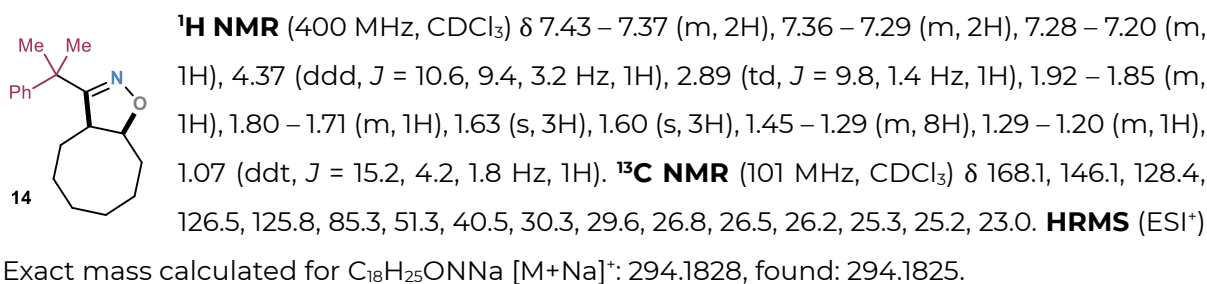 ¹H NMR (400 MHz, CDCl₃) δ 7.43 – 7.37 (m, 2H), 7.36 – 7.29 (m, 2H), 7.28 – 7.20 (m,
1H), 4.37 (ddd, J = 10.6, 9.4, 3.2 Hz, 1H), 2.89 (td, J = 9.8, 1.4 Hz, 1H), 1.92 – 1.85 (m,
1H), 1.80 – 1.71 (m, 1H), 1.63 (s, 3H), 1.60 (s, 3H), 1.45 – 1.29 (m, 8H), 1.29 – 1.20 (m, 1H),
1.07 (ddt, J = 15.2, 4.2, 1.8 Hz, 1H). ¹³C NMR (101 MHz, CDCl₃) δ 168.1, 146.1, 128.4,
126.5, 125.8, 85.3, 51.3, 40.5, 30.3, 29.6, 26.8, 26.5, 26.2, 25.3, 25.2, 23.0. HRMS (ESI⁺)
Exact mass calculated for C₁₈H₂₅ONNa [M+Na]⁺: 294.1828, found: 294.1825.
Me Me
N
Ph
O
14